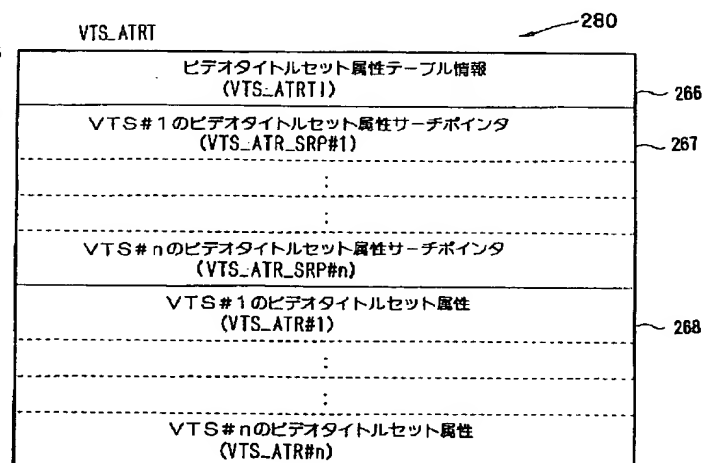 VTS_ATRT
280
ビデオタイトルセット属性テーブル情報
(VTS_ATRTI)
266
VTS#1のビデオタイトルセット属性サーチポインタ
(VTS_ATR_SRP#1)
267
:
:
VTS#nのビデオタイトルセット属性サーチポインタ
(VTS_ATR_SRP#n)
VTS#1のビデオタイトルセット属性
(VTS_ATR#1)
268
:
:
VTS#nのビデオタイトルセット属性
(VTS_ATR#n)